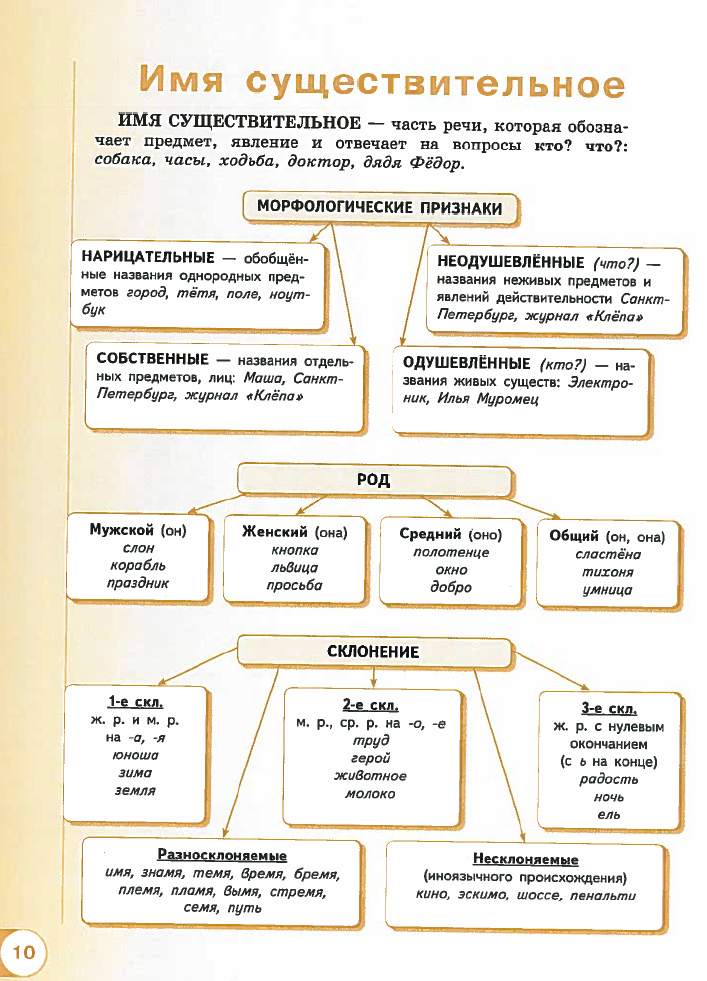 Имя существительное
ИМЯ СУЩЕСТВИТЕЛЬНОЕ — часть речи, которая обозна-
чает предмет, явление и отвечает на вопросы кто? что?:
собака, часы, ходьба, доктор, дядя Фёдор.
МОРФОЛОГИЧЕСКИЕ ПРИЗНАКИ
НАРИЦАТЕЛЬНЫЕ — обобщён-
ные названия однородных пред-
метов город, тётя, поле, ноут-
бук
НЕОДУШЕВЛЁННЫЕ (что?) —
названия неживых предметов и
явлений действительности Санкт-
Петербург, журнал «Клёпа»
СОБСТВЕННЫЕ — названия отдель-
ных предметов, лиц: Маша, Санкт-
Петербург, журнал «Клёпа»
ОДУШЕВЛЁННЫЕ (кто?) — на-
звания живых существ: Электро-
ник, Илья Муромец
РОД
Мужской (он)
слон
корабль
праздник
Женский (она)
кнопка
львица
просьба
Средний (оно)
полотенце
окно
добро
Общий (он, она)
сластёна
тихоня
умница
СКЛОНЕНИЕ
1-е скл.
ж. р. и м. р.
на -а, -я
юноша
зима
земля
2-е скл.
м. р., ср. р. на -о, -е
труд
герой
животное
молоко
3-е скл.
ж. р. с нулевым
окончанием
(с ь на конце)
радость
ночь
ель
Разносклоняемые
имя, знамя, темя, время, бремя,
племя, пламя, вымя, стремя,
семя, путь
Несклоняемые
(иноязычного происхождения)
кино, эскимо, шоссе, пенальти
10